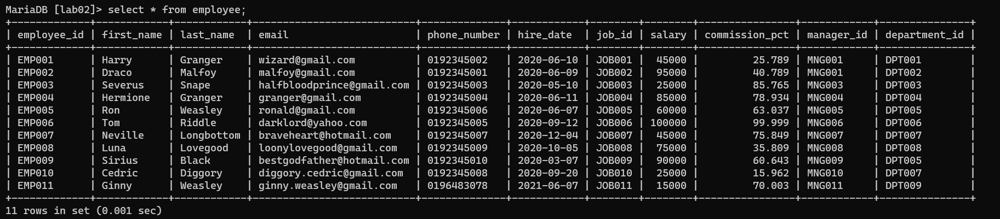 MariaDB [lab02]> select * from employee;
+-------------+------------+------------+--------------------------+--------------+------------+--------+--------+----------------+------------+---------------+
| employee_id | first_name | last_name  | email                    | phone_number | hire_date  | job_id | salary | commission_pct | manager_id | department_id |
+-------------+------------+------------+--------------------------+--------------+------------+--------+--------+----------------+------------+---------------+
| EMP001      | Harry      | Granger    | wizard@gmail.com         | 0192345002   | 2020-06-10 | JOB001 |  45000 |         25.789 | MNG001     | DPT001        |
| EMP002      | Draco      | Malfoy     | malfoy@gmail.com         | 0192345001   | 2020-06-09 | JOB002 |  95000 |         40.789 | MNG001     | DPT002        |
| EMP003      | Severus    | Snape      | halfbloodprince@gmail.com | 0192345003   | 2020-05-10 | JOB003 |  25000 |         85.765 | MNG003     | DPT003        |
| EMP004      | Hermione   | Granger    | granger@gmail.com        | 0192345004   | 2020-06-11 | JOB004 |  85000 |         78.934 | MNG004     | DPT004        |
| EMP005      | Ron        | Weasley    | ronald@gmail.com         | 0192345006   | 2020-06-07 | JOB005 |  60000 |         63.037 | MNG005     | DPT005        |
| EMP006      | Tom        | Riddle     | darklord@yahoo.com       | 0192345005   | 2020-09-12 | JOB006 | 100000 |         99.999 | MNG006     | DPT006        |
| EMP007      | Neville    | Longbottom | braveheart@hotmail.com   | 0192345007   | 2020-12-04 | JOB007 |  45000 |         75.849 | MNG007     | DPT007        |
| EMP008      | Luna       | Lovegood   | loonylovegood@gmail.com  | 0192345009   | 2020-10-05 | JOB008 |  75000 |         35.809 | MNG008     | DPT008        |
| EMP009      | Sirius     | Black      | bestgodfather@hotmail.com | 0192345010   | 2020-03-07 | JOB009 |  90000 |         60.643 | MNG009     | DPT005        |
| EMP010      | Cedric     | Diggory    | diggory.cedric@gmail.com | 0192345008   | 2020-09-20 | JOB010 |  25000 |         15.962 | MNG010     | DPT007        |
| EMP011      | Ginny      | Weasley    | ginny.weasley@gmail.com  | 0196483078   | 2021-06-07 | JOB011 |  15000 |         70.003 | MNG011     | DPT009        |
+-------------+------------+------------+--------------------------+--------------+------------+--------+--------+----------------+------------+---------------+
11 rows in set (0.001 sec)